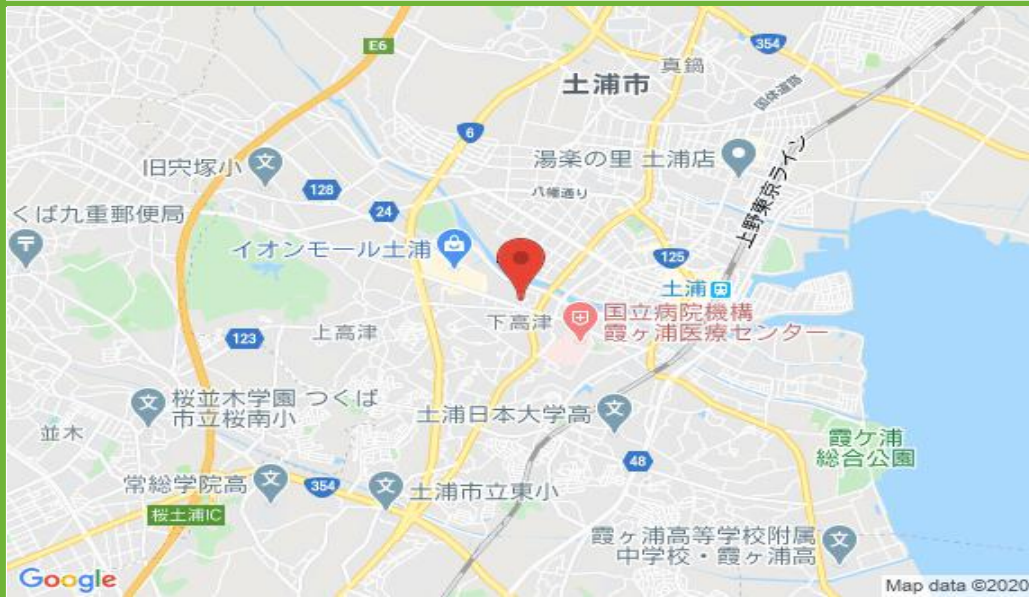 354
E6
真鍋
土浦市
国体道路
6
湯楽の里 土浦店
旧宍塚小
上野東京ライン
128
八幡通り
24
くば九重郵便局
イオンモール土浦
125
土浦
下高津
国立病院機構
霞ヶ浦医療センター
上高津
123
桜並木学園 つくば
市立桜南小
並木
土浦日本大学高
霞ケ浦
総合公園
48
常総学院高
354
土浦市立東小
桜土浦IC
霞ヶ浦高等学校附属
中学校・霞ヶ浦高
Google
Map data ©2020